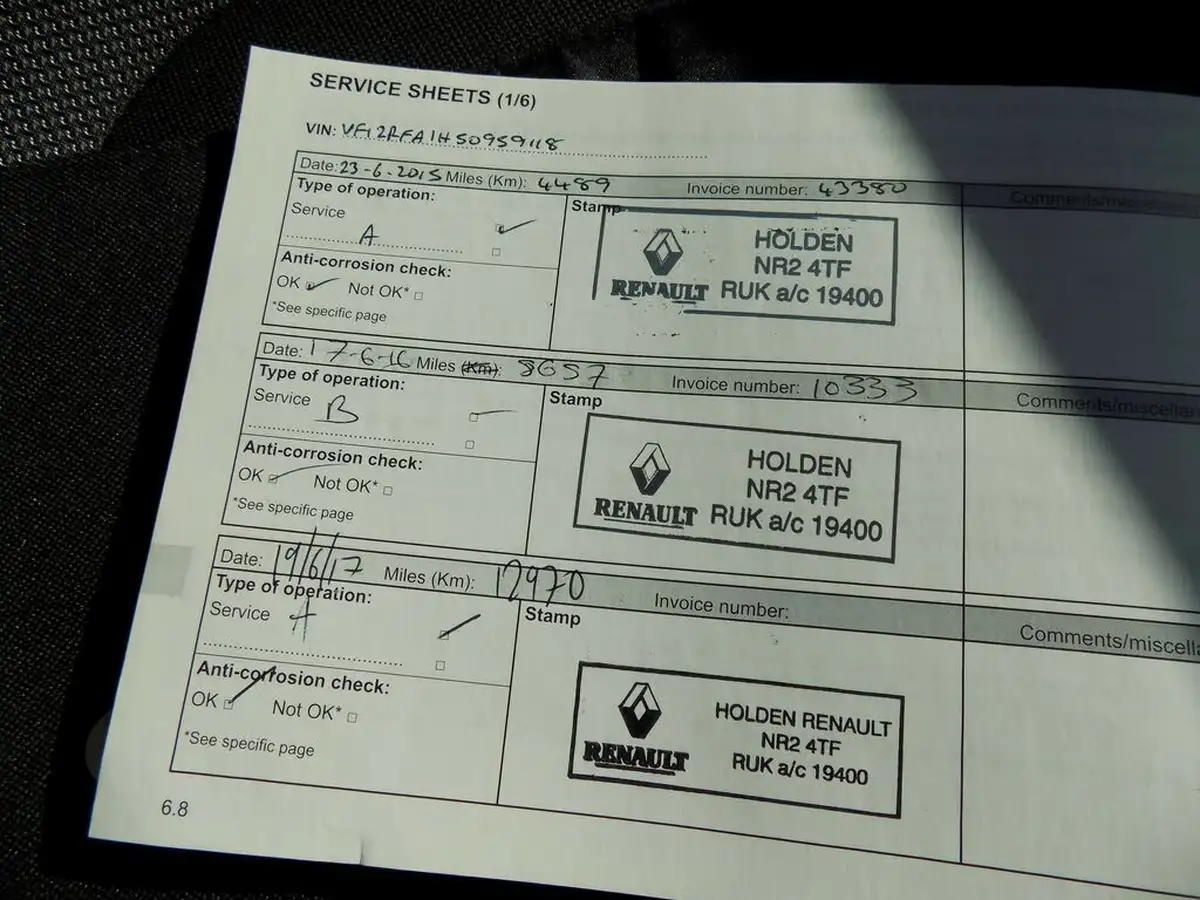 SERVICE SHEETS (1/6)
VIN: VF12RFA1H50959118
Date: 23-6-2015 Miles (Km): 4489 Invoice number: 43380
Type of operation:
Stamp
Service
A
HOLDEN
NR2 4TF
RENAULT RUK a/c 19400
Anti-corrosion check:
OK Not OK*
*See specific page
Date: 17-6-16 Miles (Km): 8657 Invoice number: 10333 Comments/miscella
Type of operation:
Stamp
Service B
HOLDEN
NR2 4TF
RENAULT RUK a/c 19400
Anti-corrosion check:
OK Not OK*
*See specific page
Date: 19/6/17 Miles (Km): 12970 Invoice number: Comments/miscella
Type of operation:
Stamp
Service A
HOLDEN RENAULT
NR2 4TF
RENAULT RUK a/c 19400
Anti-corrosion check:
OK Not OK*
*See specific page
6.8